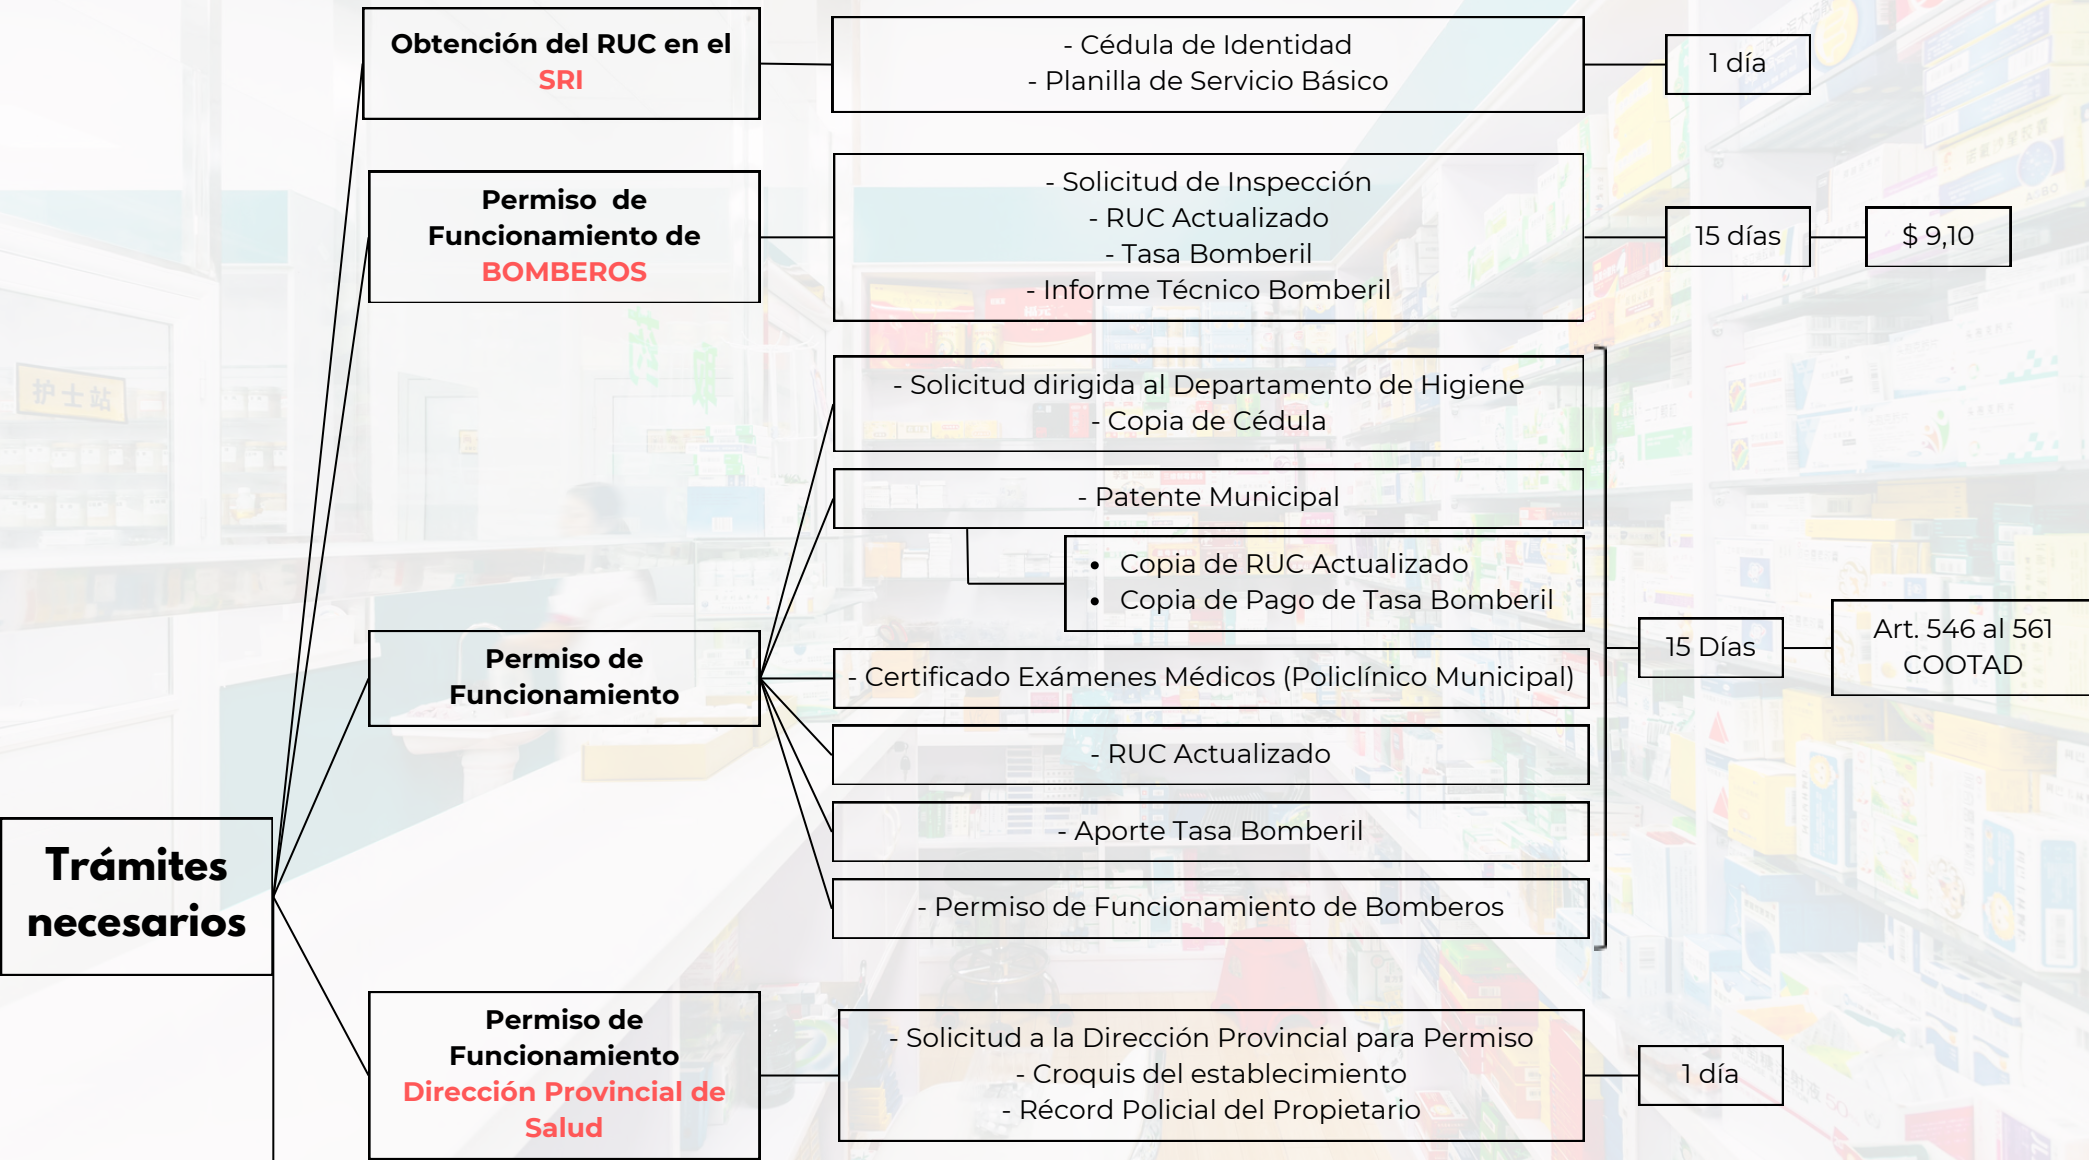 Obtención del RUC en el
SRI
- Cédula de Identidad
- Planilla de Servicio Básico
1 día
Permiso de
Funcionamiento de
BOMBEROS
- Solicitud de Inspección
- RUC Actualizado
- Tasa Bomberil
- Informe Técnico Bomberil
15 días
$ 9,10
Permiso de
Funcionamiento
- Solicitud dirigida al Departamento de Higiene
- Copia de Cédula
- Patente Municipal
• Copia de RUC Actualizado
• Copia de Pago de Tasa Bomberil
- Certificado Exámenes Médicos (Policlínico Municipal)
- RUC Actualizado
- Aporte Tasa Bomberil
- Permiso de Funcionamiento de Bomberos
15 Días
Art. 546 al 561
COOTAD
Trámites
necesarios
Permiso de
Funcionamiento
Dirección Provincial de
Salud
- Solicitud a la Dirección Provincial para Permiso
- Croquis del establecimiento
- Récord Policial del Propietario
1 día
护士站